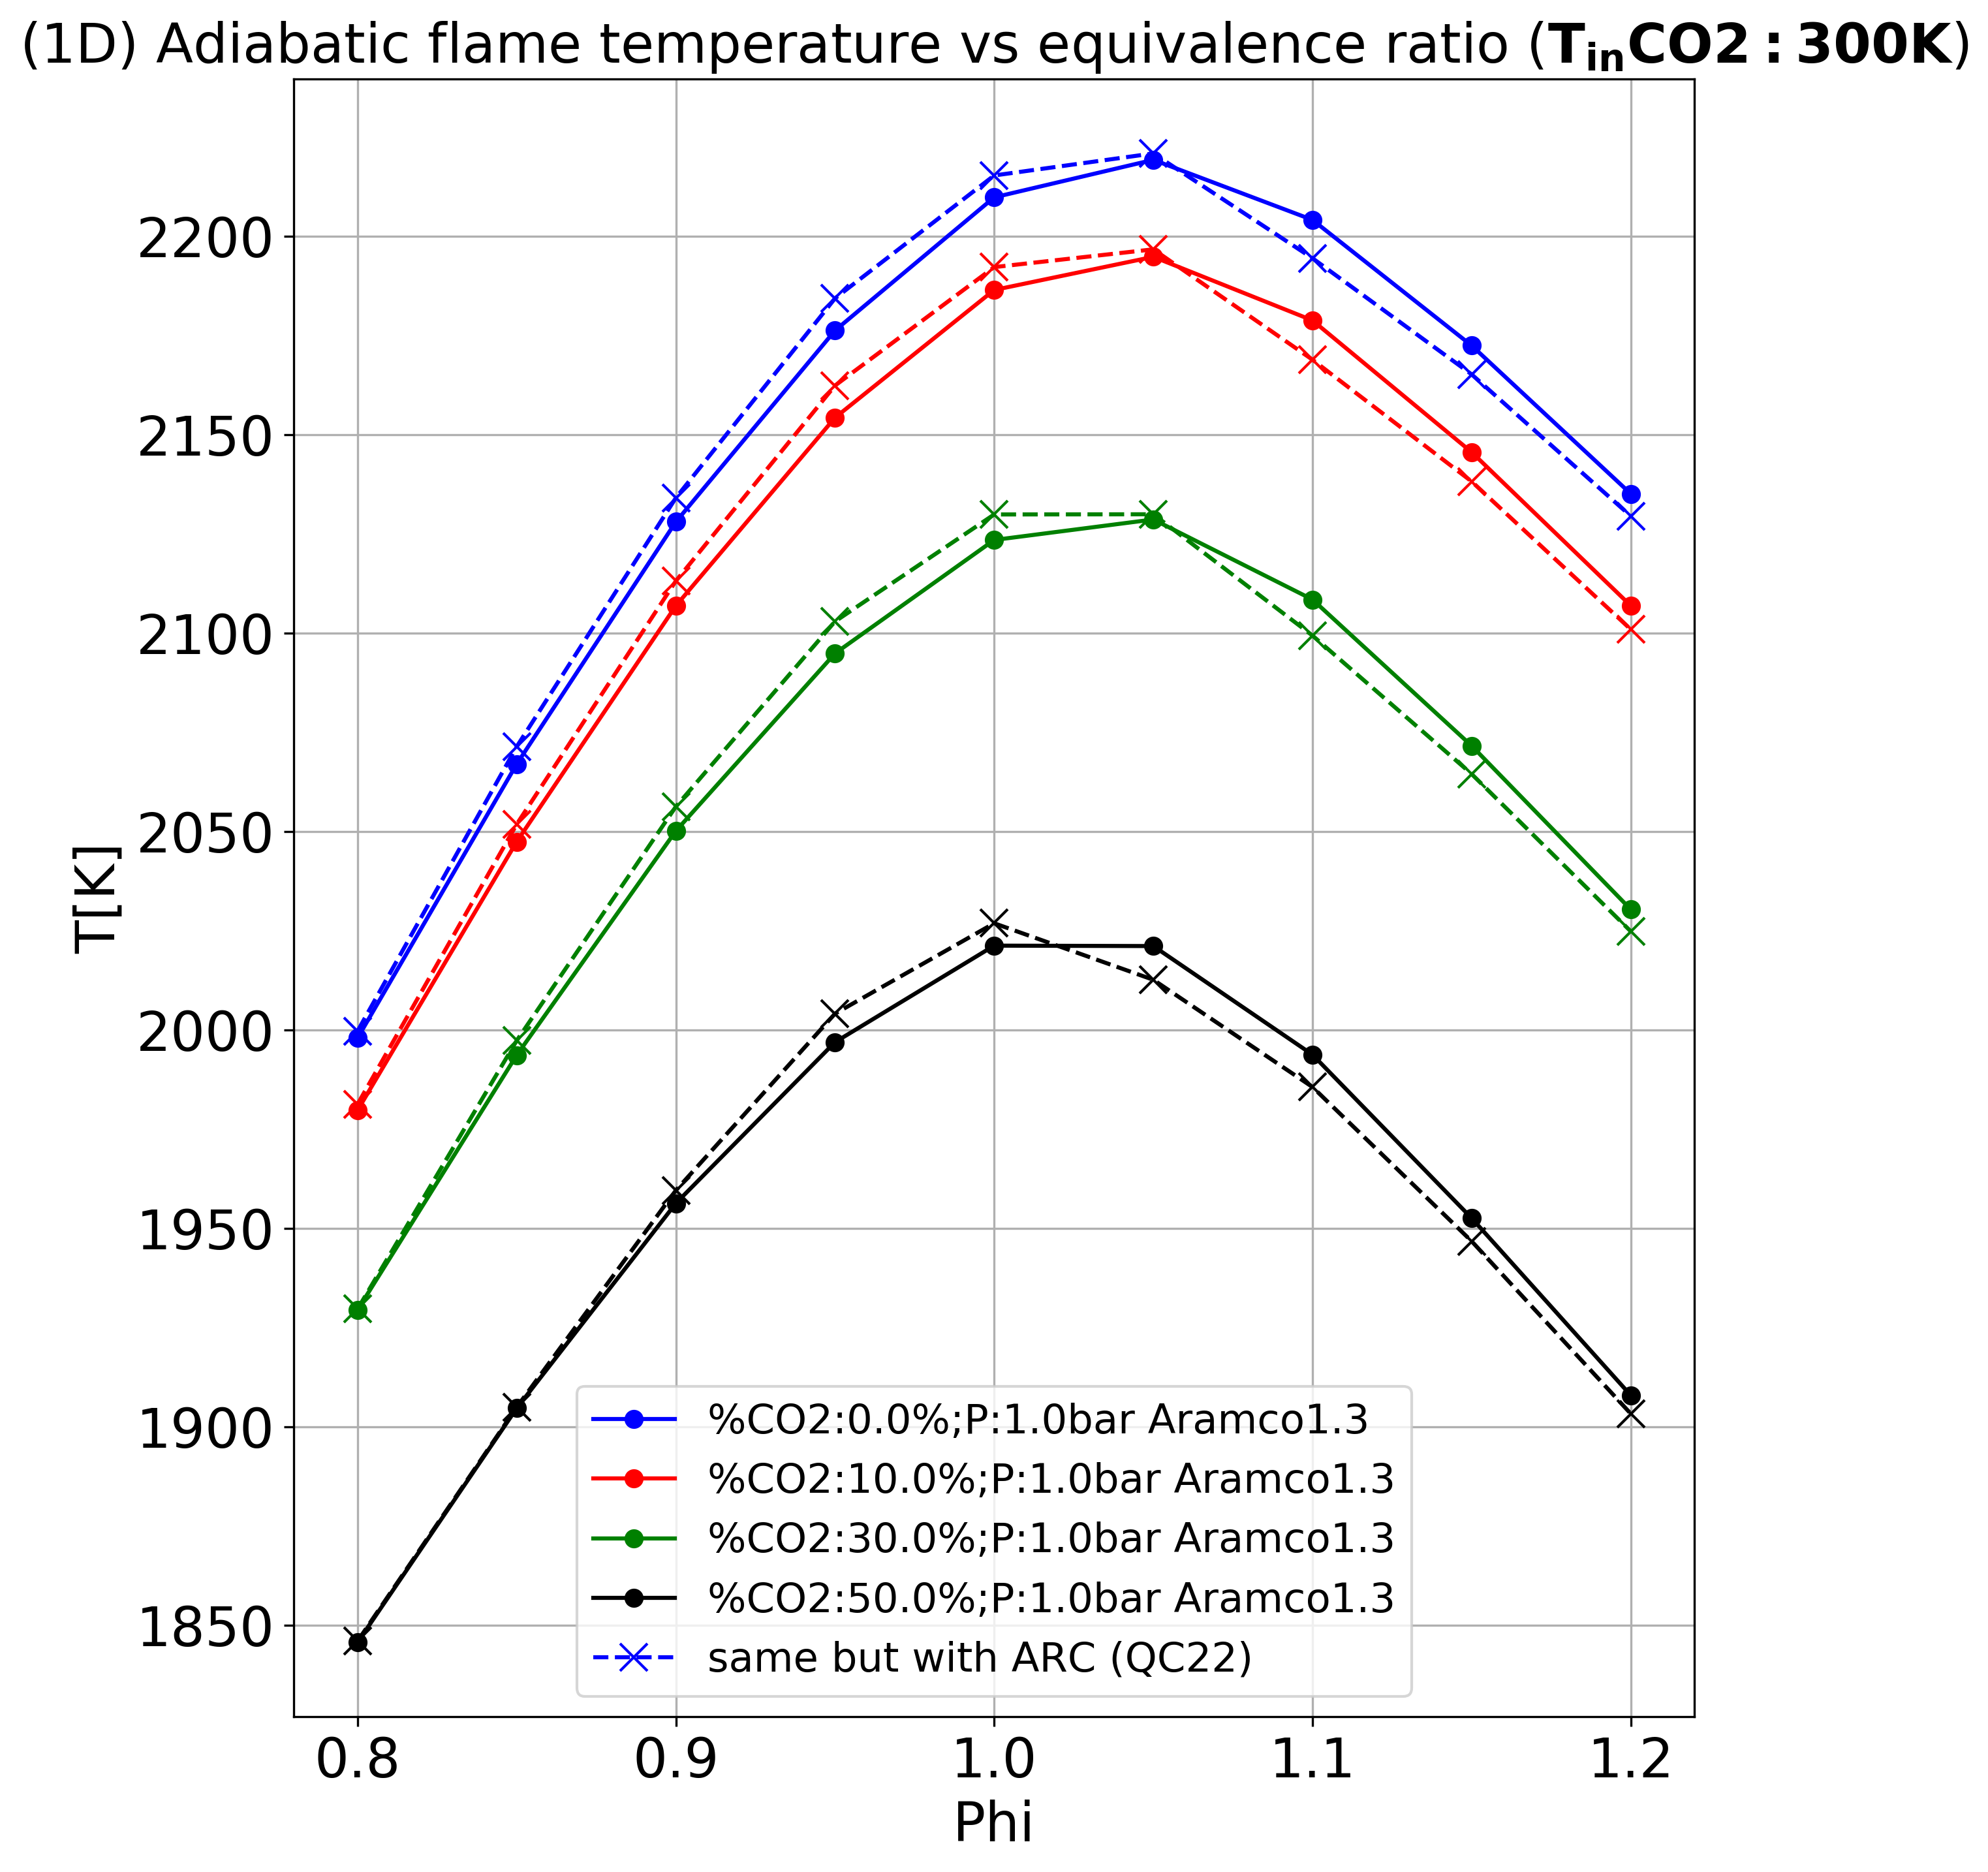 (1D) Adiabatic flame temperature vs equivalence ratio (TinCO2 : 300K)
2200
2150
2100
2050
2000
1950
1900
1850
T[K]
%CO2:0.0%;P:1.0bar Aramco1.3
%CO2:10.0%;P:1.0bar Aramco1.3
%CO2:30.0%;P:1.0bar Aramco1.3
%CO2:50.0%;P:1.0bar Aramco1.3
same but with ARC (QC22)
0.8 0.9 1.0 1.1 1.2
Phi